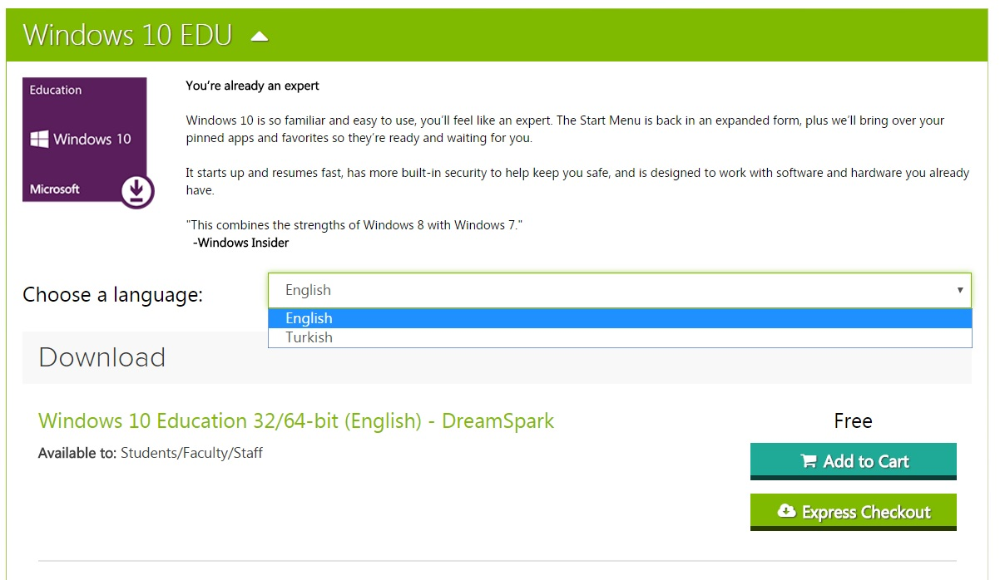 Windows 10 EDU
Education
Windows 10
Microsoft
You're already an expert
Windows 10 is so familiar and easy to use, you'll feel like an expert. The Start Menu is back in an expanded form, plus we'll bring over your
pinned apps and favorites so they're ready and waiting for you.
It starts up and resumes fast, has more built-in security to help keep you safe, and is designed to work with software and hardware you already
have.
"This combines the strengths of Windows 8 with Windows 7."
-Windows Insider
Choose a language:
English
English
Turkish
Download
Windows 10 Education 32/64-bit (English) - DreamSpark
Available to: Students/Faculty/Staff
Free
Add to Cart
Express Checkout